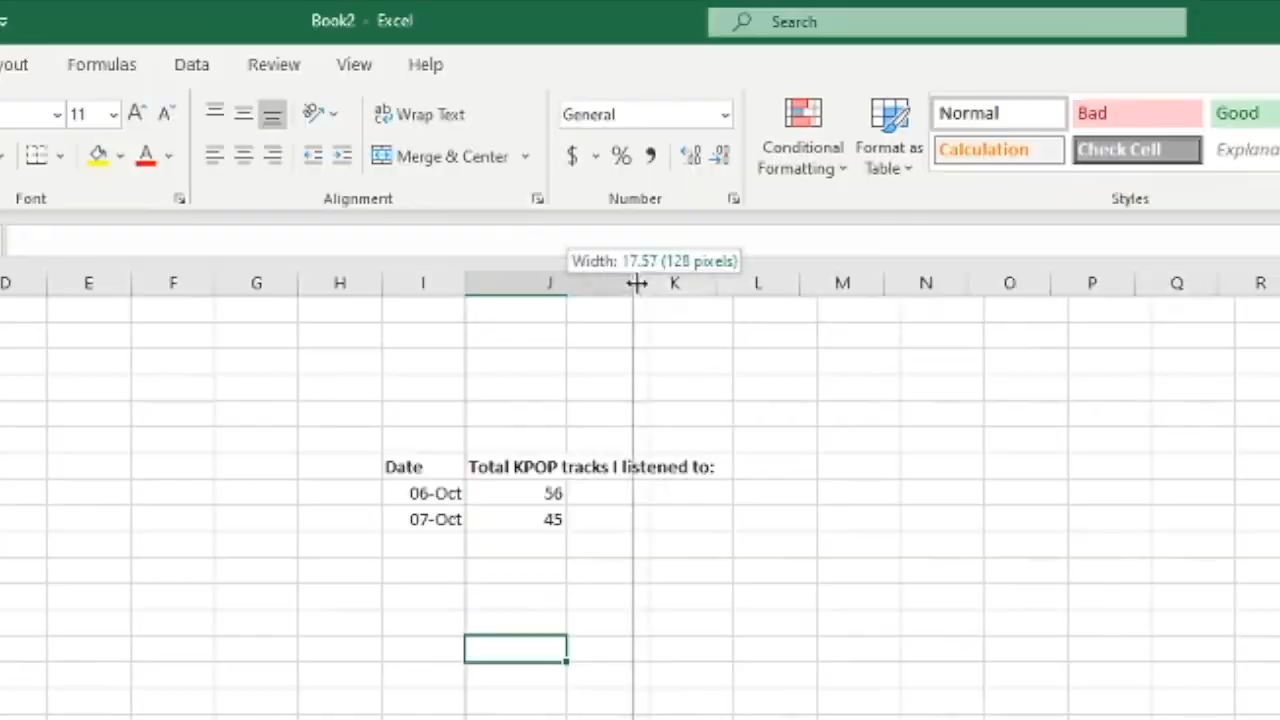 Book2 - Excel
Search
yout Formulas Data Review View Help
11 A A ab Wrap Text General Conditional Formatting Format as Table Normal Bad Good
Merge & Center $ % , Calculation Check Cell Explana
Font Alignment Number Styles
Width: 17.57 (128 pixels)
D E F G H I J K L M N O P Q R
Date Total KPOP tracks I listened to:
06-Oct 56
07-Oct 45